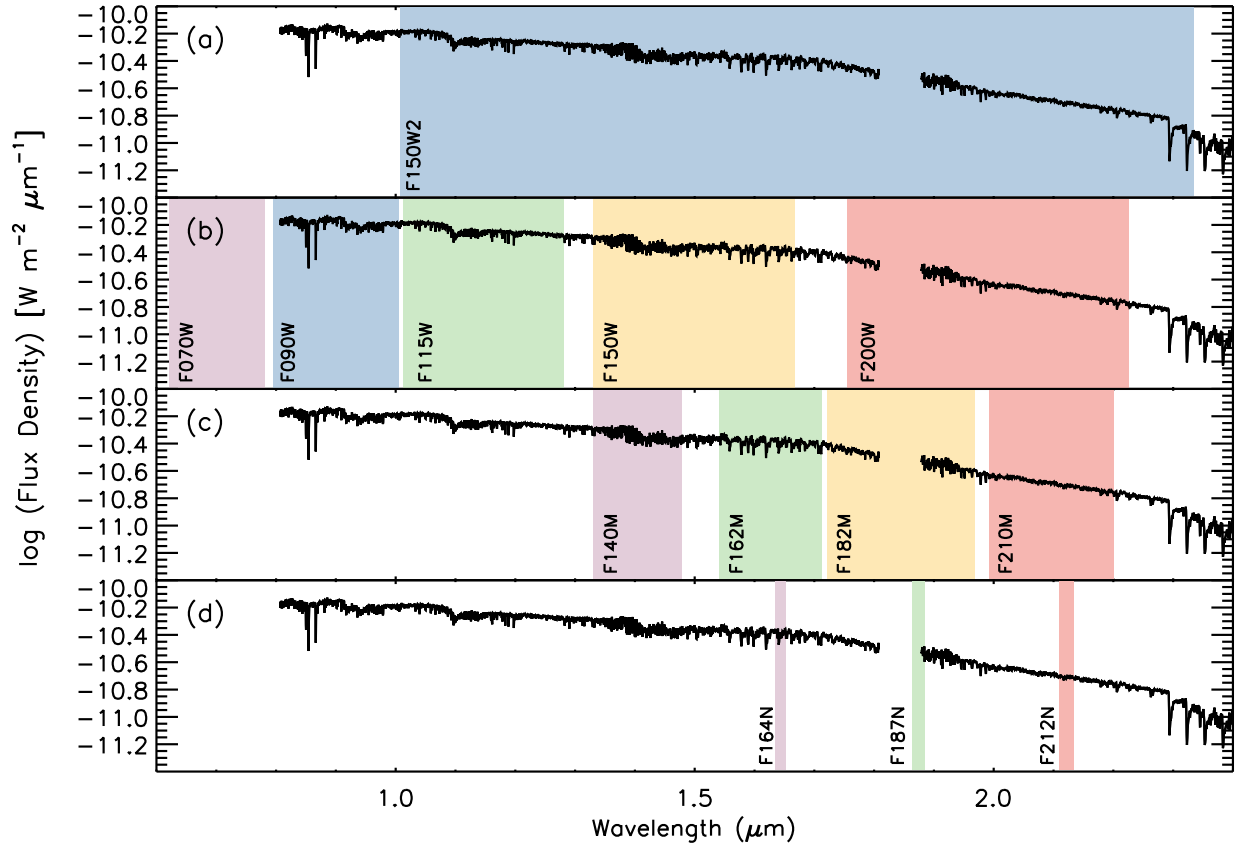 log (Flux Density) [W m⁻² μm⁻¹]
−10.0
−10.2
−10.4
−10.6
−10.8
−11.0
−11.2
(a)
F150W2
−10.0
−10.2
−10.4
−10.6
−10.8
−11.0
−11.2
(b)
F070W
F090W
F115W
F150W
F200W
−10.0
−10.2
−10.4
−10.6
−10.8
−11.0
−11.2
(c)
F140M
F162M
F182M
F210M
−10.0
−10.2
−10.4
−10.6
−10.8
−11.0
−11.2
(d)
F164N
F187N
F212N
1.0 1.5 2.0
Wavelength (μm)